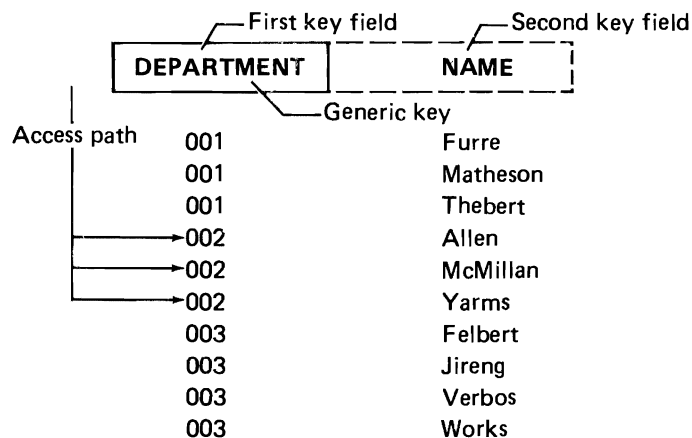 First key field Second key field
DEPARTMENT NAME
Generic key
Access path
001 Furre
001 Matheson
001 Thebert
002 Allen
002 McMillan
002 Yarms
003 Felbert
003 Jireng
003 Verbos
003 Works